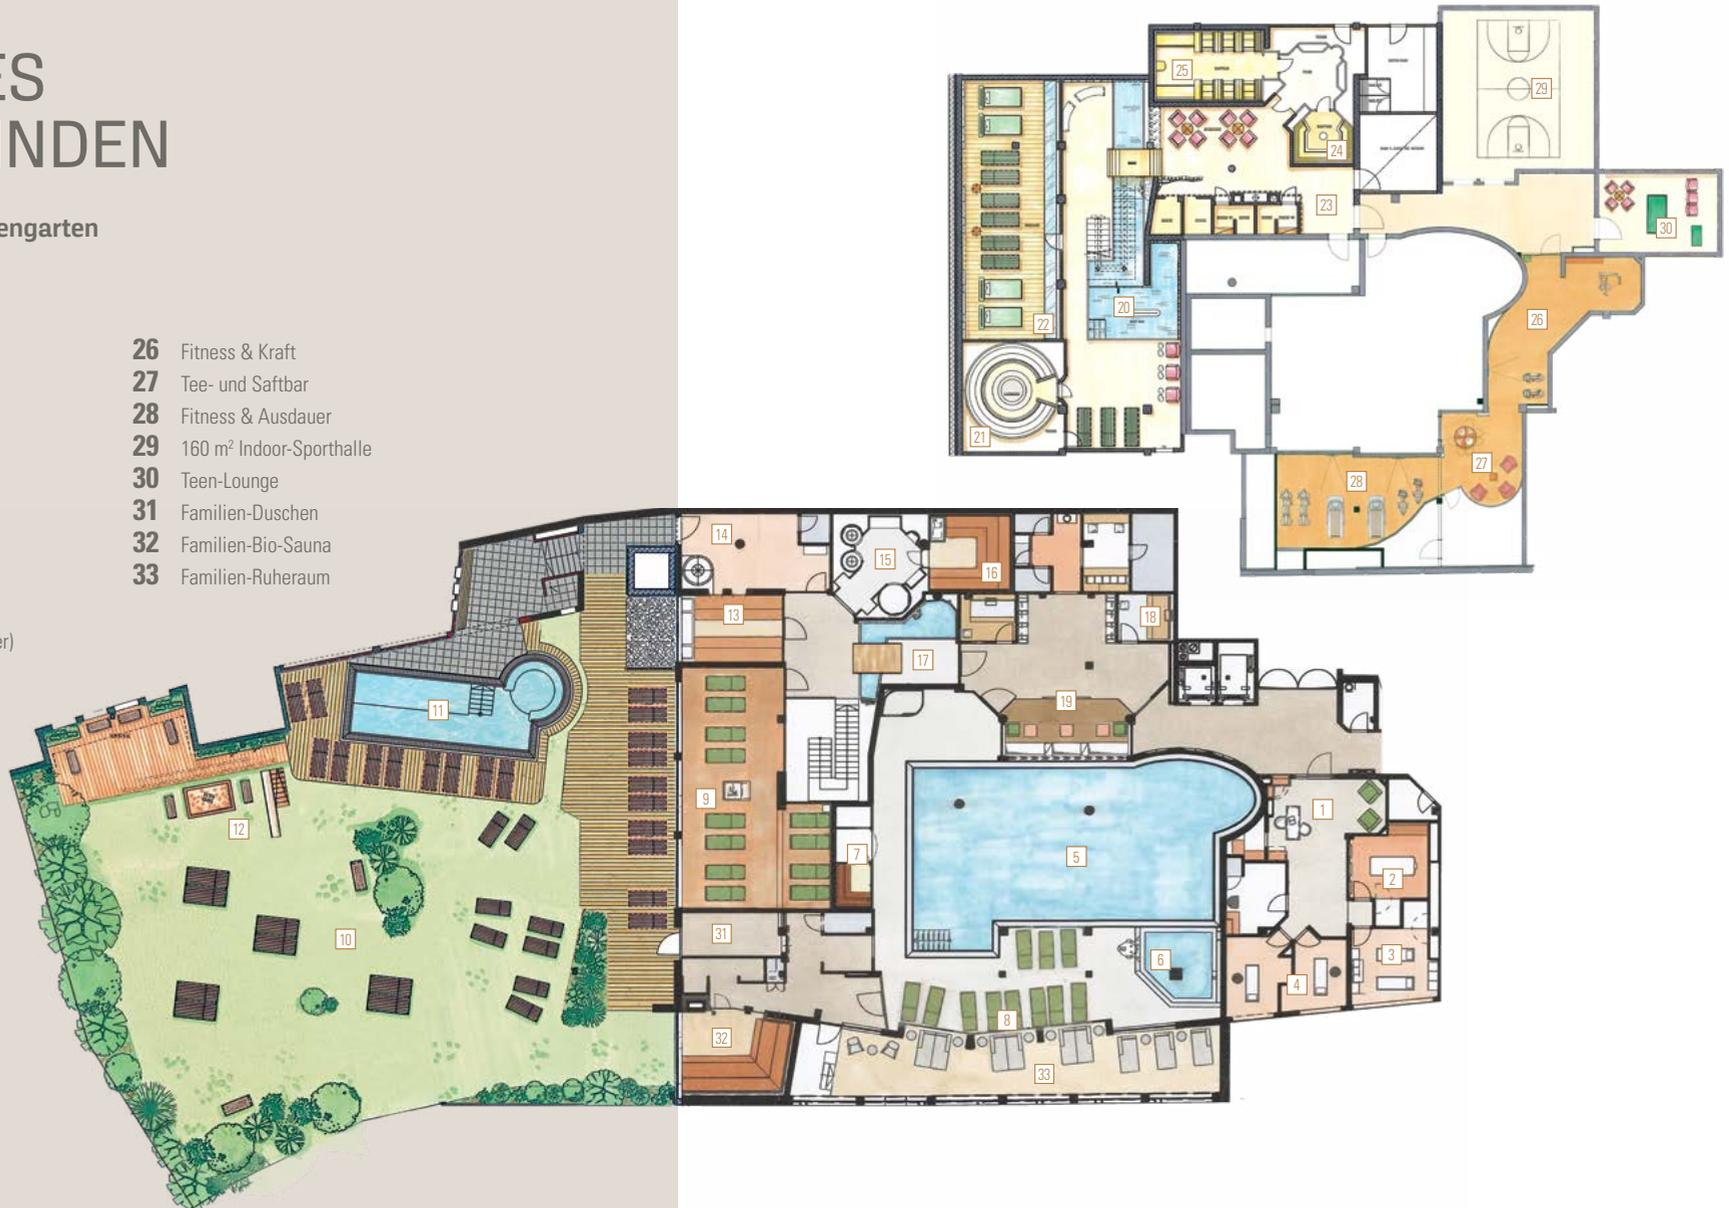 ES
NDEN
engarten
26 Fitness & Kraft
27 Tee- und Saftbar
28 Fitness & Ausdauer
29 160 m² Indoor-Sporthalle
30 Teen-Lounge
31 Familien-Duschen
32 Familien-Bio-Sauna
33 Familien-Ruheraum
er)
25
29
24
23
30
20
22
26
21
27
28
14
15
16
13
18
17
11
19
9
1
12
7
5
2
10
31
6
3
4
8
32
33